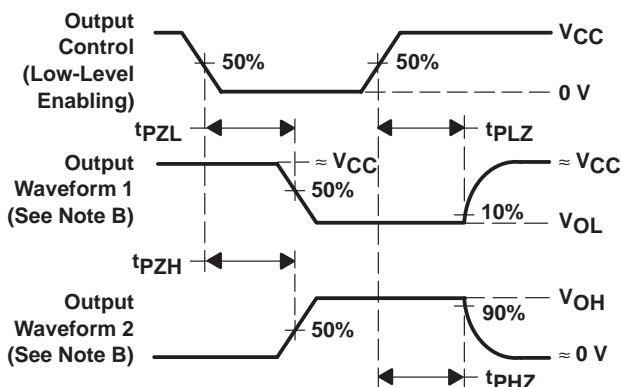 Output
Control
(Low-Level
Enabling)
50%
50%
VCC
0 V
tPZL
tPLZ
Output
Waveform 1
(See Note B)
≈ VCC
50%
≈ VCC
10%
VOL
tPZH
Output
Waveform 2
(See Note B)
50%
VOH
90%
≈ 0 V
tPHZ